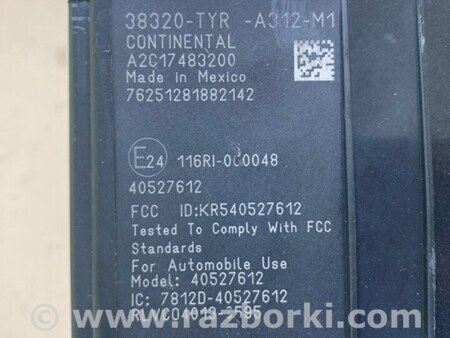 38320-TYR -A312-M1
CONTINENTAL
A2C17483200
Made in Mexico
76251281882142
E24 116RI-000048
40527612
FCC ID:KR540527612
Tested To Comply With FCC
Standards
For Automobile Use
Model: 40527612
IC: 7812D-40527612
www.razborki.com